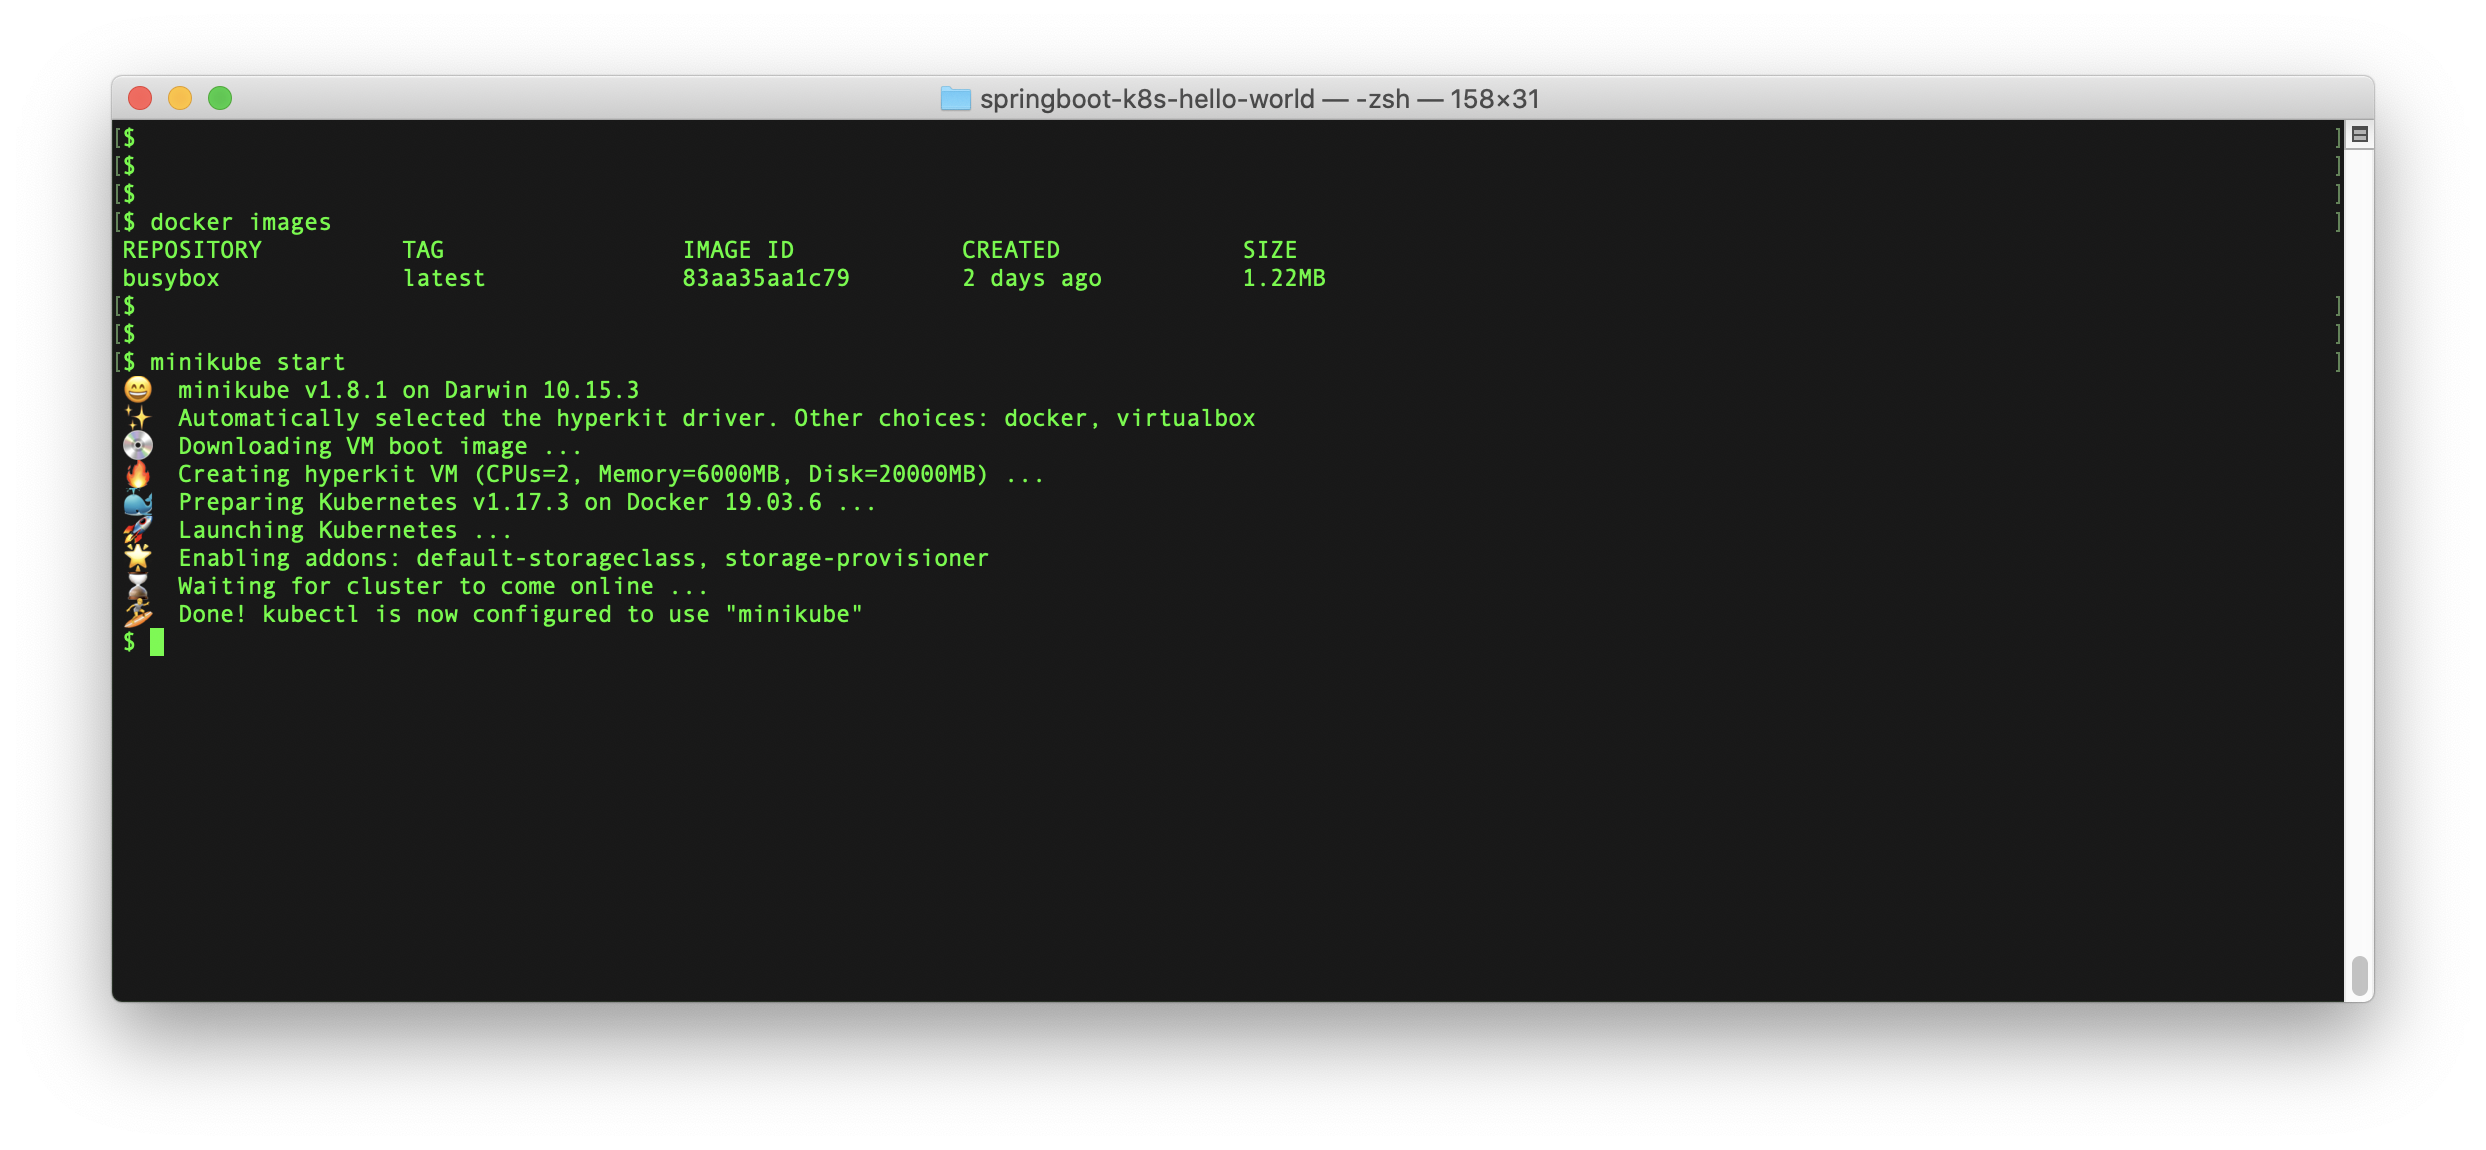 springboot-k8s-hello-world — -zsh — 158×31
[$ ]
[$ ]
[$ ]
[$ docker images ]
REPOSITORY TAG IMAGE ID CREATED SIZE
busybox latest 83aa35aa1c79 2 days ago 1.22MB
[$ ]
[$ ]
[$ minikube start ]
😄 minikube v1.8.1 on Darwin 10.15.3
✨ Automatically selected the hyperkit driver. Other choices: docker, virtualbox
💿 Downloading VM boot image ...
🔥 Creating hyperkit VM (CPUs=2, Memory=6000MB, Disk=20000MB) ...
🐳 Preparing Kubernetes v1.17.3 on Docker 19.03.6 ...
🚀 Launching Kubernetes ...
🌟 Enabling addons: default-storageclass, storage-provisioner
⌛ Waiting for cluster to come online ...
🏄 Done! kubectl is now configured to use "minikube"
$